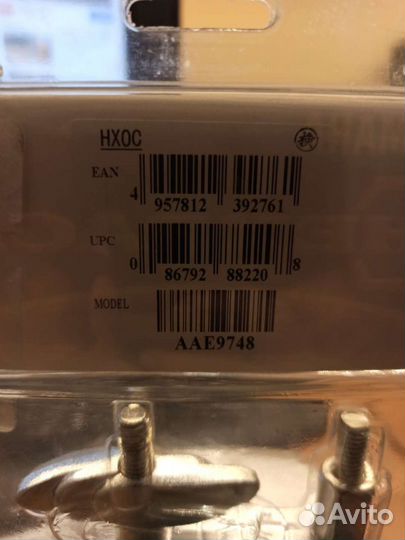 HXOC
EAN
4 957812 392761
UPC
0 86792 88220 8
MODEL
AAE9748
Avito